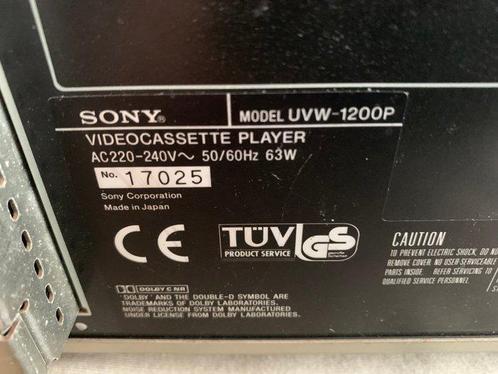 SONY®
MODEL UVW-1200P
VIDEOCASSETTE PLAYER
AC220-240V~ 50/60Hz 63W
No. 17025
Sony Corporation
Made in Japan
CE
TÜV
PRODUCT SERVICE
GS
DOLBY C NR
'DOLBY' AND THE DOUBLE-D SYMBOL ARE
TRADEMARKS OF DOLBY LABORATORIES.
NOISE REDUCTION SYSTEM MANUFACTURED
UNDER LICENSE FROM DOLBY LABORATORIES.
CAUTION
TO PREVENT ELECTRIC SHOCK, DO NO
REMOVE COVER. NO USER-SERVICEABLE
PARTS INSIDE. REFER SERVICING TO
QUALIFIED SERVICE PERSONNEL.